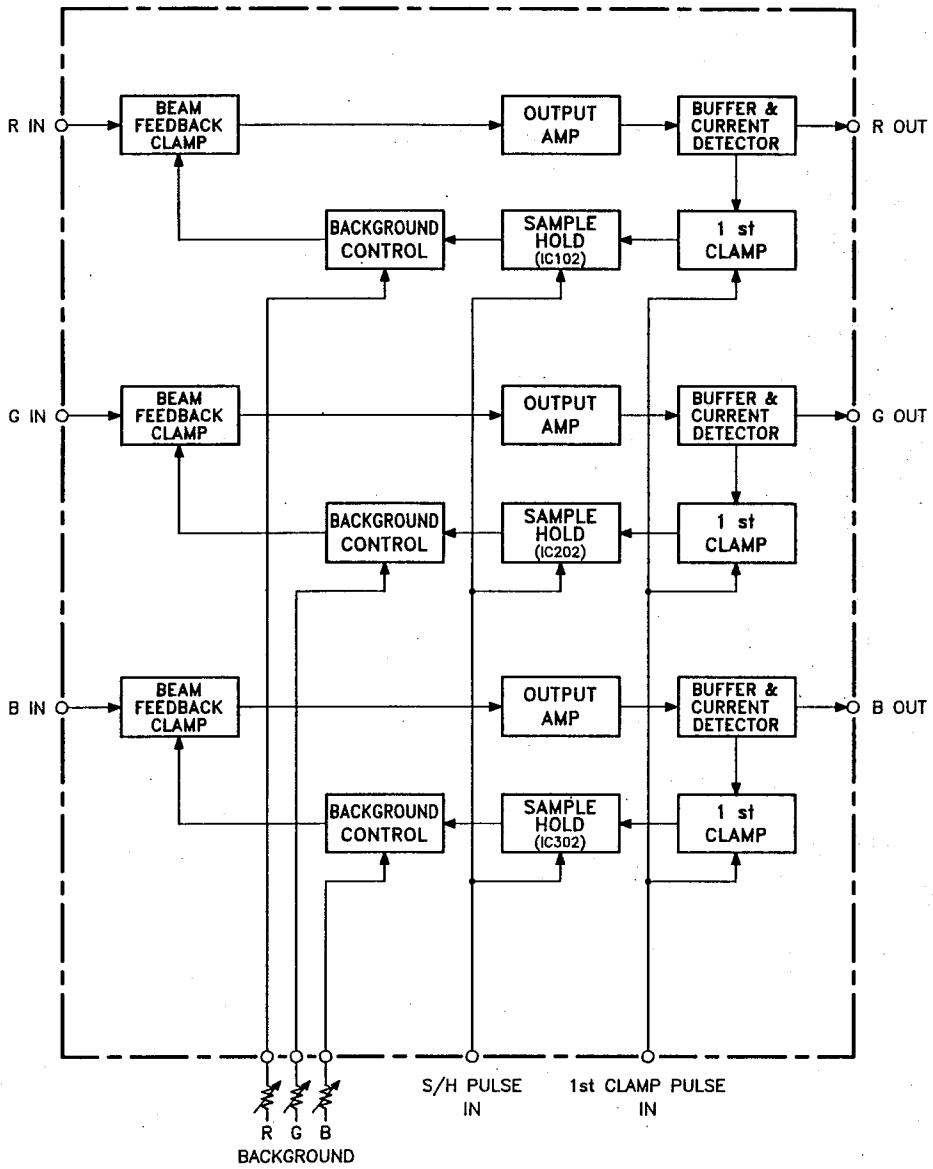 R IN
BEAM
FEEDBACK
CLAMP
OUTPUT
AMP
BUFFER &
CURRENT
DETECTOR
R OUT
BACKGROUND
CONTROL
SAMPLE
HOLD
(IC102)
1 st
CLAMP
G IN
BEAM
FEEDBACK
CLAMP
OUTPUT
AMP
BUFFER &
CURRENT
DETECTOR
G OUT
BACKGROUND
CONTROL
SAMPLE
HOLD
(IC202)
1 st
CLAMP
B IN
BEAM
FEEDBACK
CLAMP
OUTPUT
AMP
BUFFER &
CURRENT
DETECTOR
B OUT
BACKGROUND
CONTROL
SAMPLE
HOLD
(IC302)
1 st
CLAMP
R G B
BACKGROUND
S/H PULSE
IN
1st CLAMP PULSE
IN